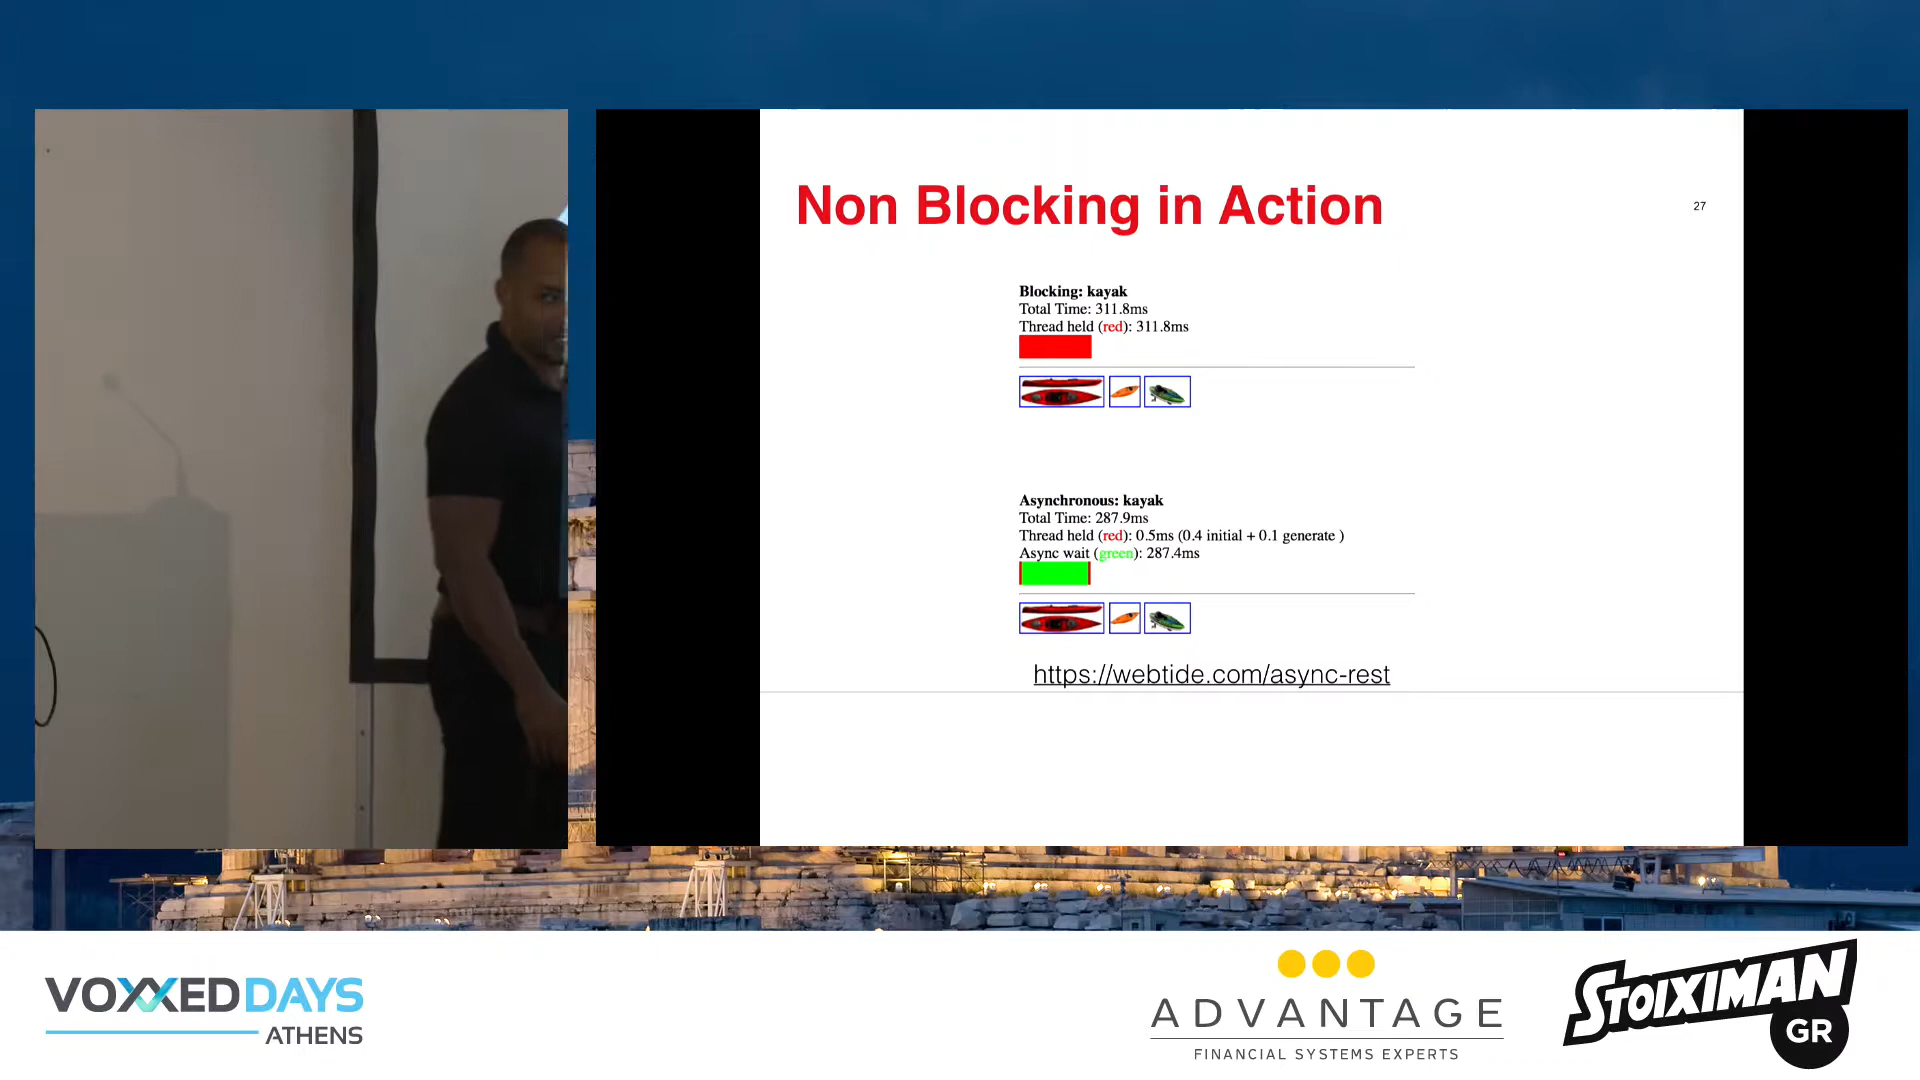 Non Blocking in Action
27
Blocking: kayak
Total Time: 311.8ms
Thread held (red): 311.8ms
Asynchronous: kayak
Total Time: 287.9ms
Thread held (red): 0.5ms (0.4 initial + 0.1 generate )
Async wait (green): 287.4ms
https://webtide.com/async-rest
VOXXED DAYS
ATHENS
ADVANTAGE
FINANCIAL SYSTEMS EXPERTS
STOIXIMAN
GR